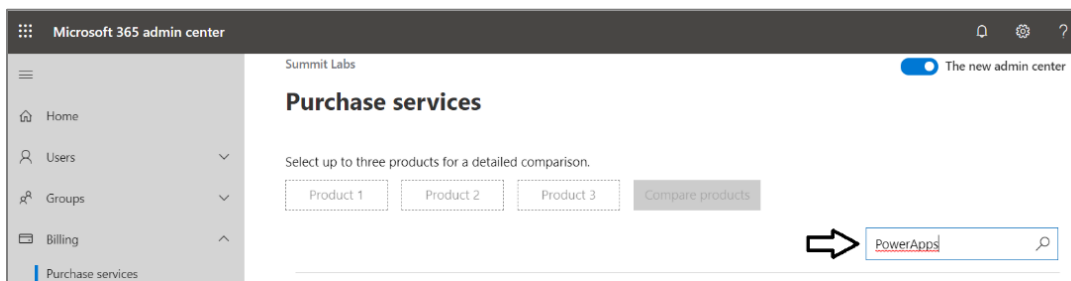 Microsoft 365 admin center
?
Summit Labs
The new admin center
Purchase services
Home
Users
Select up to three products for a detailed comparison.
Product 1 Product 2 Product 3 Compare products
Groups
Billing
PowerApps
Purchase services